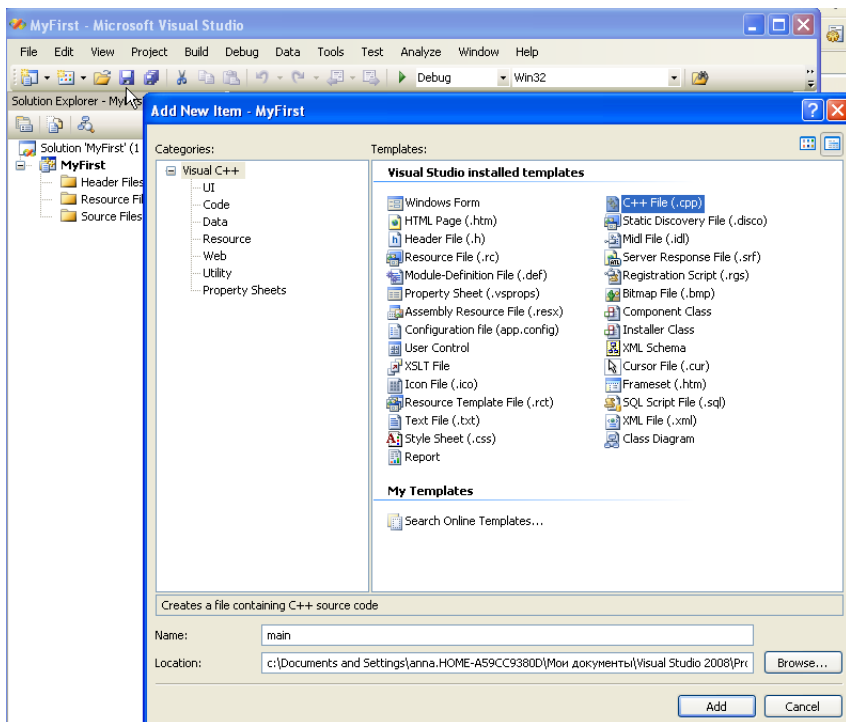 MyFirst - Microsoft Visual Studio
File Edit View Project Build Debug Data Tools Test Analyze Window Help
Debug Win32
Solution Explorer - My
Add New Item - MyFirst
Solution 'MyFirst' (1
MyFirst
Header Files
Resource Fil
Source Files
Categories:
Visual C++
UI
Code
Data
Resource
Web
Utility
Property Sheets
Templates:
Visual Studio installed templates
Windows Form C++ File (.cpp)
HTML Page (.htm) Static Discovery File (.disco)
Header File (.h) Midl File (.idl)
Resource File (.rc) Server Response File (.srf)
Module-Definition File (.def) Registration Script (.rgs)
Property Sheet (.vsprops) Bitmap File (.bmp)
Assembly Resource File (.resx) Component Class
Configuration file (app.config) Installer Class
User Control XML Schema
XSLT File Cursor File (.cur)
Icon File (.ico) Frameset (.htm)
Resource Template File (.rct) SQL Script File (.sql)
Text File (.txt) XML File (.xml)
Style Sheet (.css) Class Diagram
Report
My Templates
Search Online Templates...
Creates a file containing C++ source code
Name: main
Location: c:\Documents and Settings\anna.HOME-A59CC9380D\Мои документы\Visual Studio 2008\Pro Browse...
Add Cancel